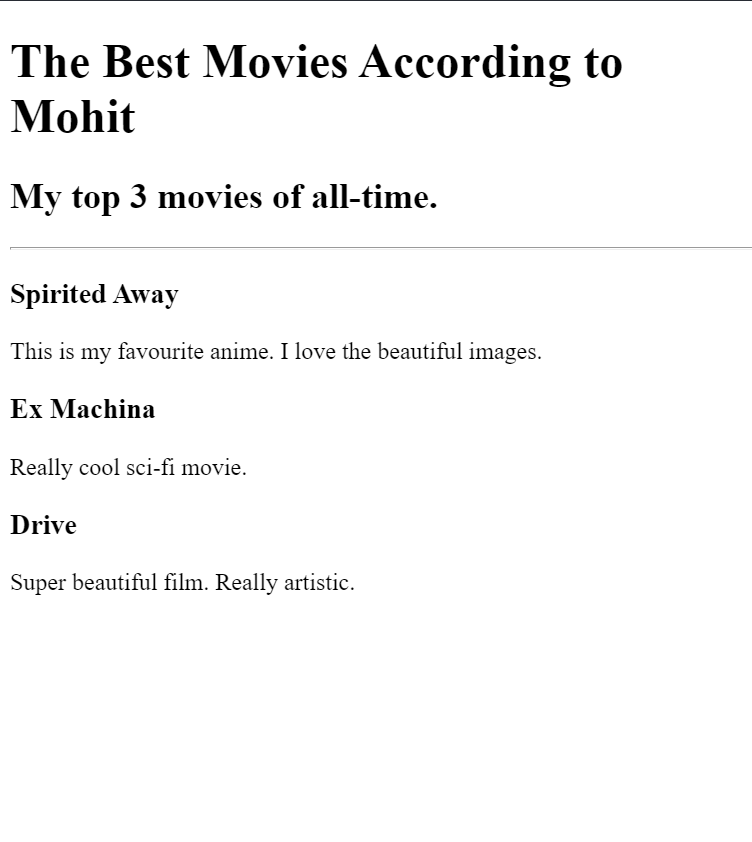 The Best Movies According to
Mohit
My top 3 movies of all-time.
Spirited Away
This is my favourite anime. I love the beautiful images.
Ex Machina
Really cool sci-fi movie.
Drive
Super beautiful film. Really artistic.